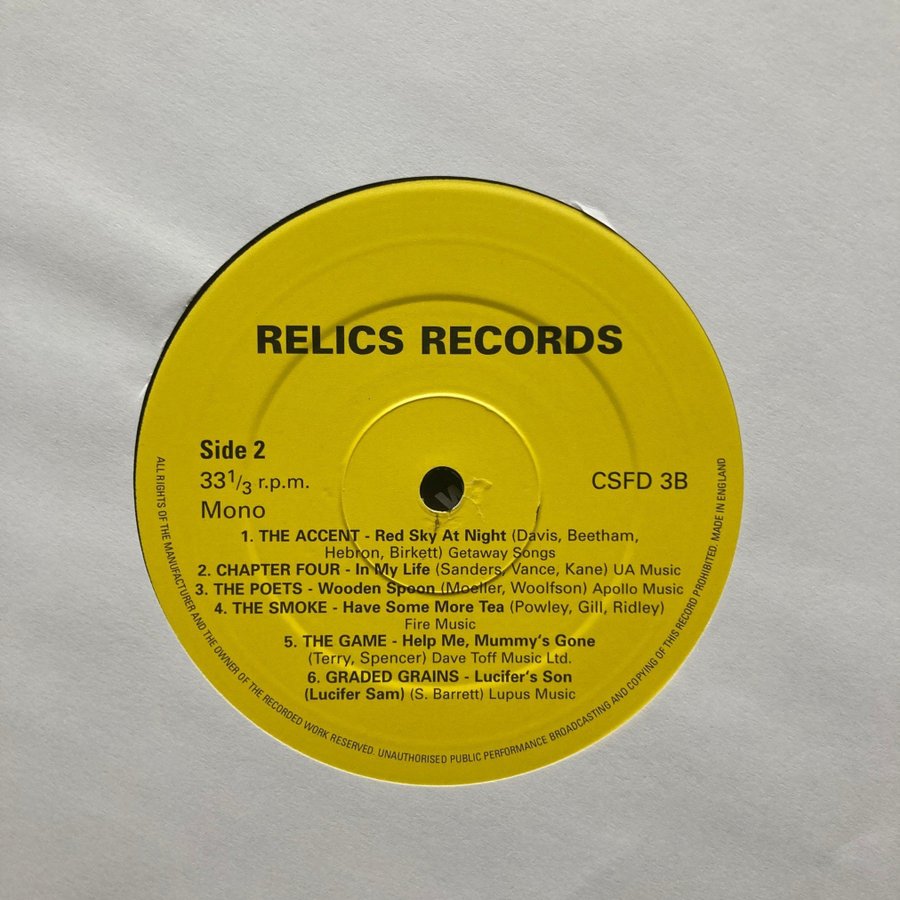 RELICS RECORDS
Side 2
33 1/3 r.p.m.
CSFD 3B
Mono
1. THE ACCENT - Red Sky At Night (Davis, Beetham,
Hebron, Birkett) Getaway Songs
2. CHAPTER FOUR - In My Life (Sanders, Vance, Kane) UA Music
3. THE POETS - Wooden Spoon (Moeller, Woolfson) Apollo Music
4. THE SMOKE - Have Some More Tea (Powley, Gill, Ridley)
Fire Music
5. THE GAME - Help Me, Mummy's Gone
(Terry, Spencer) Dave Toff Music Ltd.
6. GRADED GRAINS - Lucifer's Son
(Lucifer Sam) (S. Barrett) Lupus Music
ALL RIGHTS OF THE MANUFACTURER AND THE OWNER OF THE RECORDED WORK RESERVED. UNAUTHORISED PUBLIC PERFORMANCE BROADCASTING AND COPYING OF THIS RECORD PROHIBITED. MADE IN ENGLAND